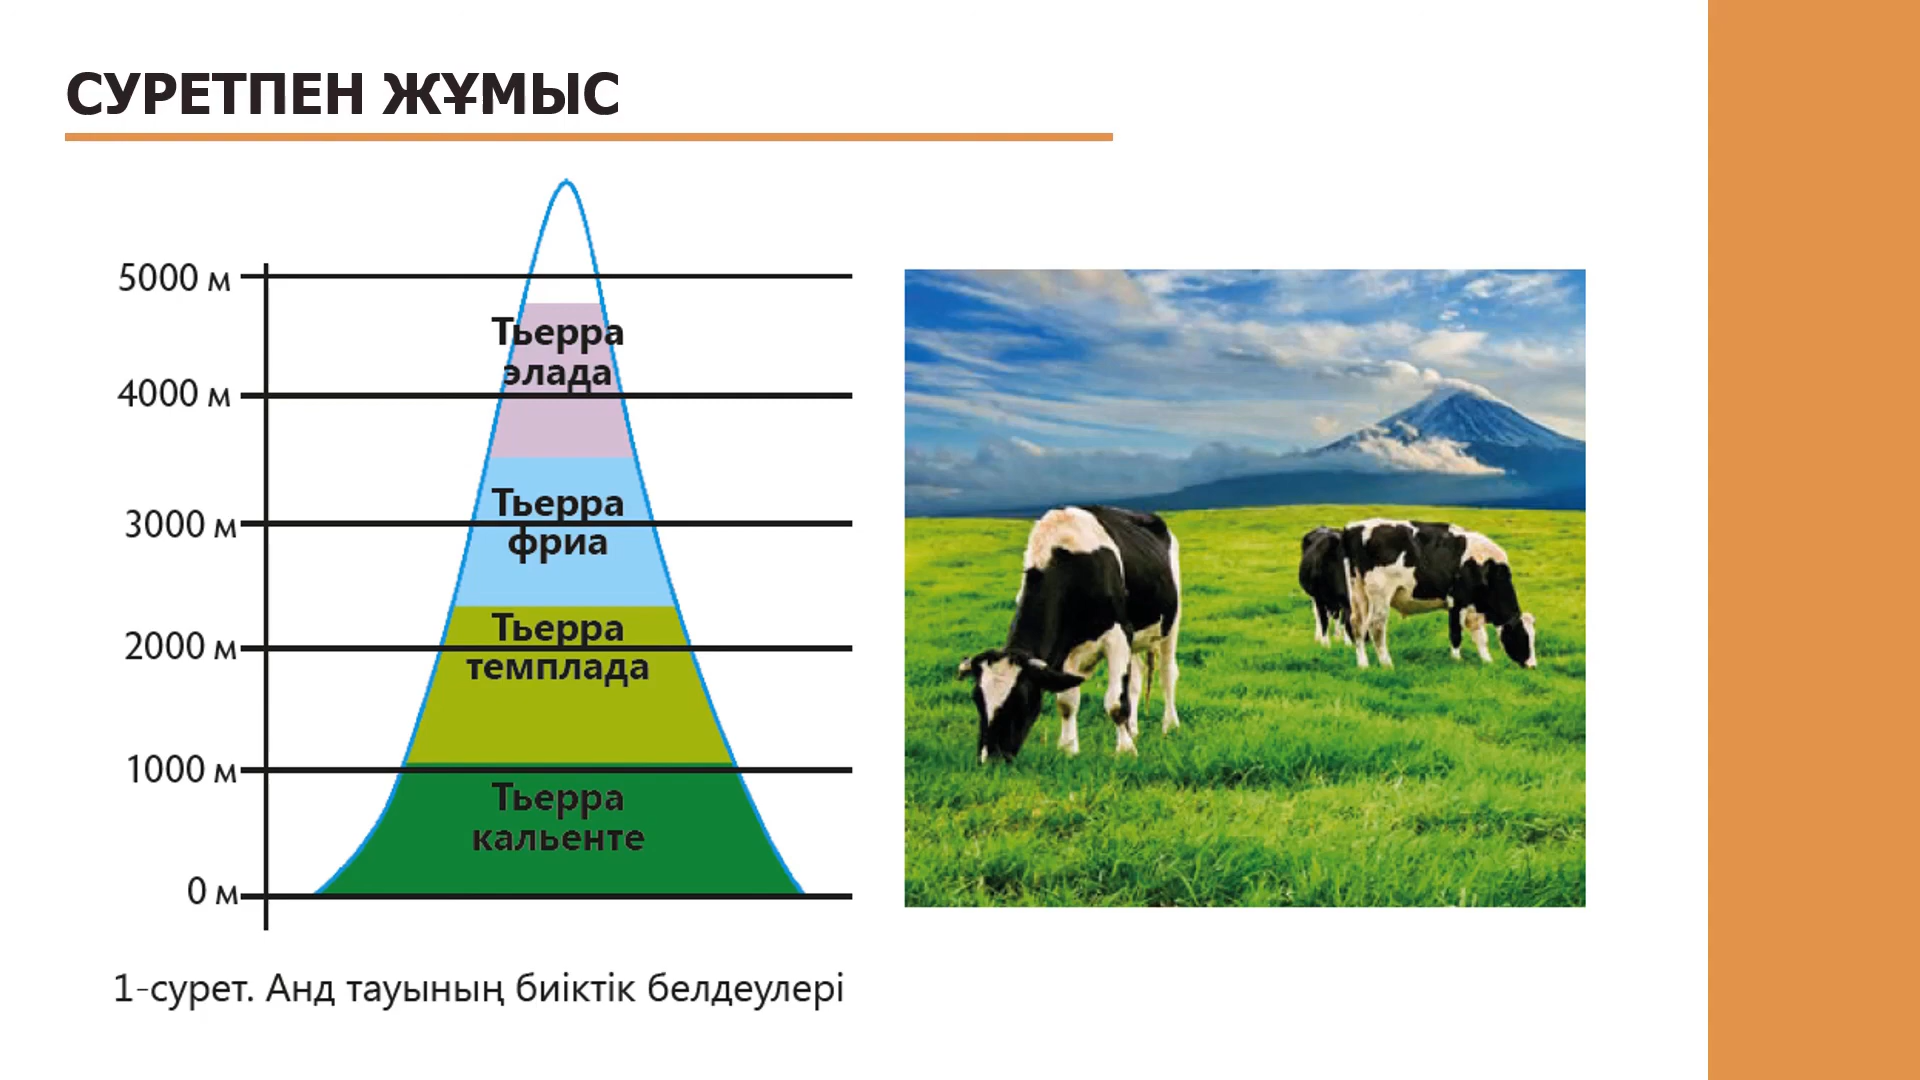 СУРЕТПЕН ЖҰМЫС
5000 м
Тьерра
элада
4000 м
Тьерра
3000 м
фриа
Тьерра
2000 м
темплада
1000 м
Тьерра
кальенте
0 м
1-сурет. Анд тауының биіктік белдеулері